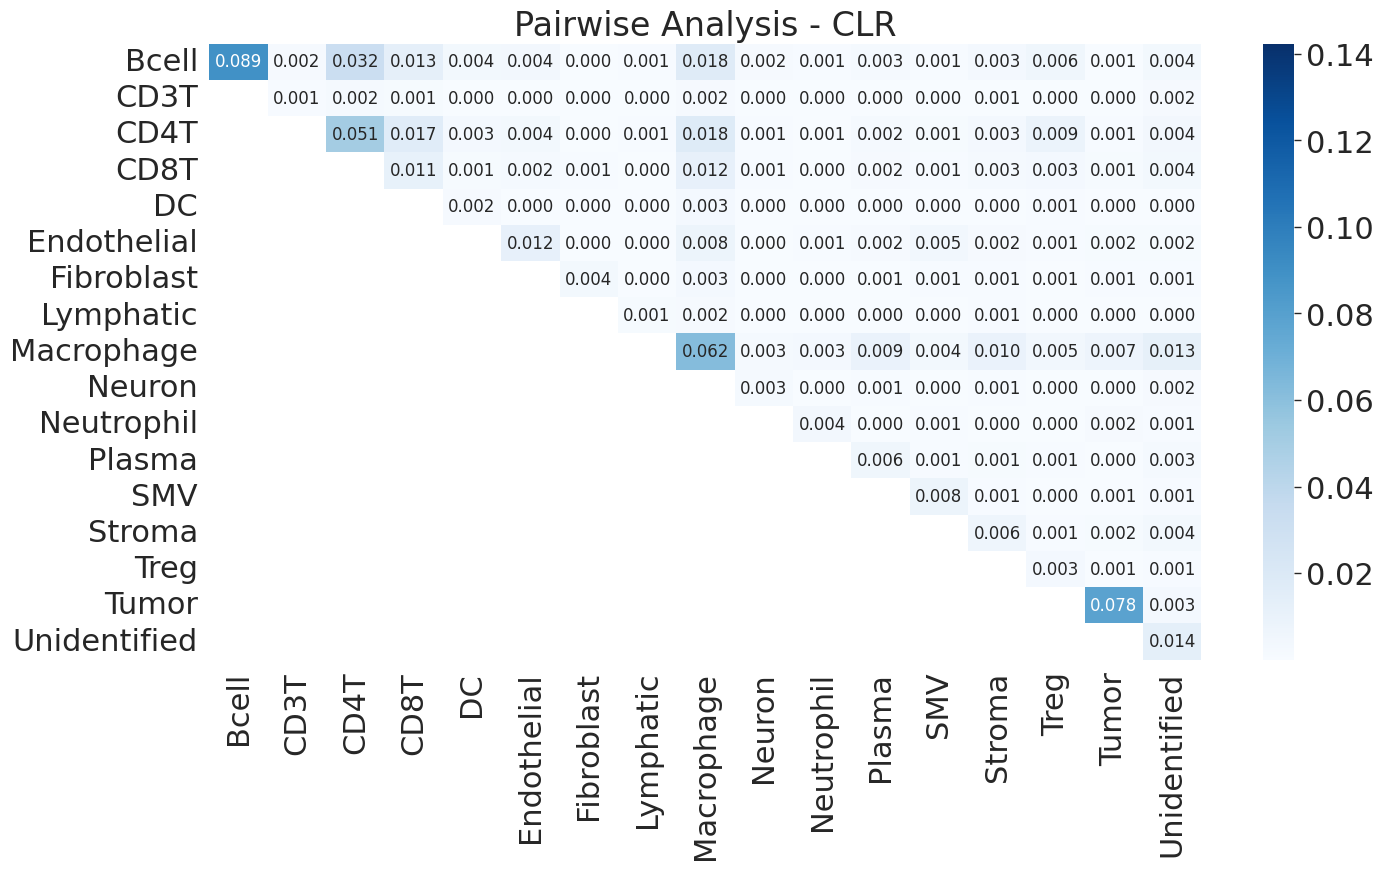 Pairwise Analysis - CLR
Bcell 0.089 0.002 0.032 0.013 0.004 0.004 0.000 0.001 0.018 0.002 0.001 0.003 0.001 0.003 0.006 0.001 0.004
CD3T 0.001 0.002 0.001 0.000 0.000 0.000 0.000 0.002 0.000 0.000 0.000 0.000 0.001 0.000 0.000 0.002
CD4T 0.051 0.017 0.003 0.004 0.000 0.001 0.018 0.001 0.001 0.002 0.001 0.003 0.009 0.001 0.004
CD8T 0.011 0.001 0.002 0.001 0.000 0.012 0.001 0.000 0.002 0.001 0.003 0.003 0.001 0.004
DC 0.002 0.000 0.000 0.000 0.003 0.000 0.000 0.000 0.000 0.000 0.001 0.000 0.000
Endothelial 0.012 0.000 0.000 0.008 0.000 0.001 0.002 0.005 0.002 0.001 0.002 0.002
Fibroblast 0.004 0.000 0.003 0.000 0.000 0.001 0.001 0.001 0.001 0.001 0.001
Lymphatic 0.001 0.002 0.000 0.000 0.000 0.000 0.001 0.000 0.000 0.000
Macrophage 0.062 0.003 0.003 0.009 0.004 0.010 0.005 0.007 0.013
Neuron 0.003 0.000 0.001 0.000 0.001 0.000 0.000 0.002
Neutrophil 0.004 0.000 0.001 0.000 0.000 0.002 0.001
Plasma 0.006 0.001 0.001 0.001 0.000 0.003
SMV 0.008 0.001 0.000 0.001 0.001
Stroma 0.006 0.001 0.002 0.004
Treg 0.003 0.001 0.001
Tumor 0.078 0.003
Unidentified 0.014
Bcell CD3T CD4T CD8T DC Endothelial Fibroblast Lymphatic Macrophage Neuron Neutrophil Plasma SMV Stroma Treg Tumor Unidentified
0.14
0.12
0.10
0.08
0.06
0.04
0.02